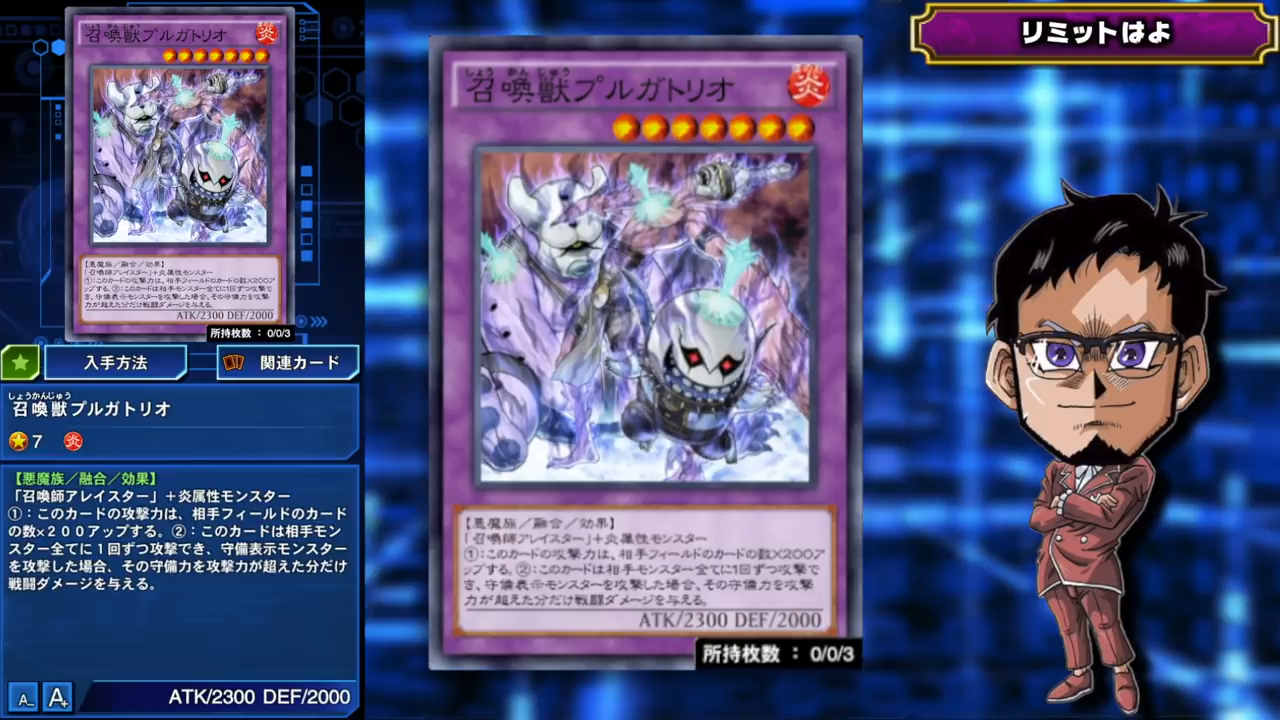 しょうかんじゅう
召喚獣プルガトリオ
炎
【悪魔族/融合/効果】
「召喚師アレイスター」+炎属性モンスター
①:このカードの攻撃力は、相手フィールドのカードの数×200ア
ップする。②:このカードは相手モンスター全てに1回ずつ攻撃で
き、守備表示モンスターを攻撃した場合、その守備力を攻撃
力が超えた分だけ戦闘ダメージを与える。
ATK/2300 DEF/2000
所持枚数 : 0/0/3
入手方法
関連カード
しょうかんじゅう
召喚獣プルガトリオ
7 炎
【悪魔族/融合/効果】
「召喚師アレイスター」+炎属性モンスター
①:このカードの攻撃力は、相手フィールドのカード
の数×200アップする。②:このカードは相手モン
スター全てに1回ずつ攻撃でき、守備表示モンスター
を攻撃した場合、その守備力を攻撃力が超えた分だけ
戦闘ダメージを与える。
A- A+ ATK/2300 DEF/2000
しょう かん じゅう
召喚獣プルガトリオ
炎
【悪魔族/融合/効果】
「召喚師アレイスター」+炎属性モンスター
①:このカードの攻撃力は、相手フィールドのカードの数×200ア
ップする。②:このカードは相手モンスター全てに1回ずつ攻撃で
き、守備表示モンスターを攻撃した場合、その守備力を攻撃
力が超えた分だけ戦闘ダメージを与える。
ATK/2300 DEF/2000
所持枚数 : 0/0/3
リミットはよ